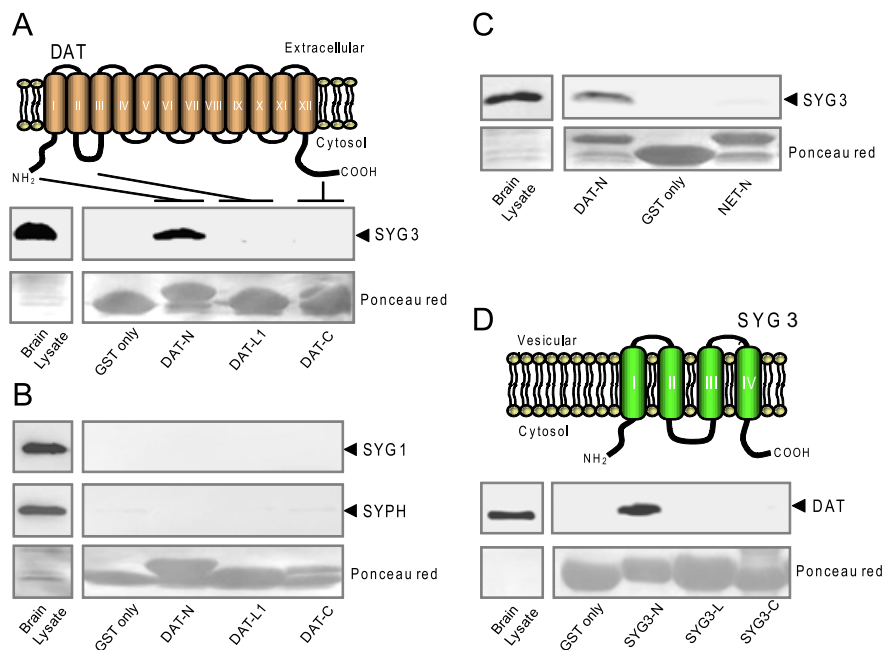 A
DAT
Extracellular
I II III IV V VI VII VIII IX X XI XII
Cytosol
NH2
COOH
SYG3
Ponceau red
Brain Lysate
GST only
DAT-N
DAT-L1
DAT-C
B
SYG1
SYPH
Ponceau red
Brain Lysate
GST only
DAT-N
DAT-L1
DAT-C
C
SYG3
Ponceau red
Brain Lysate
DAT-N
GST only
NET-N
D
SYG3
Vesicular
I II III IV
Cytosol
NH2
COOH
DAT
Ponceau red
Brain Lysate
GST only
SYG3-N
SYG3-L
SYG3-C